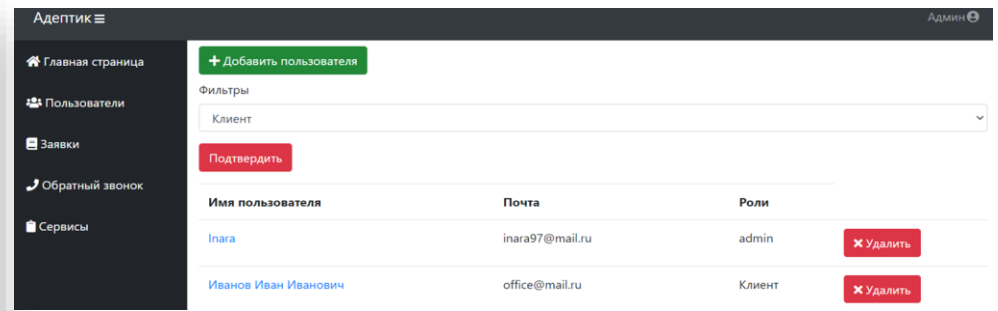 Адептик
Админ
Главная страница
Пользователи
Заявки
Обратный звонок
Сервисы
Добавить пользователя
Фильтры
Клиент
Подтвердить
Имя пользователя Почта Роли
Inara inara97@mail.ru admin Удалить
Иванов Иван Иванович office@mail.ru Клиент Удалить